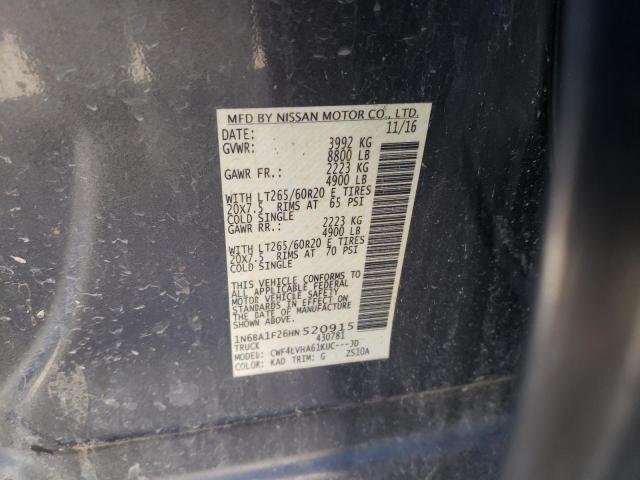 MFD BY NISSAN MOTOR CO., LTD.
DATE: 11/16
GVWR: 3992 KG
8800 LB
GAWR FR.: 2223 KG
4900 LB
WITH LT265/60R20 E TIRES
20X7.5 RIMS AT 65 PSI
COLD SINGLE
GAWR RR.: 2223 KG
4900 LB
WITH LT265/60R20 E TIRES
20X7.5 RIMS AT 70 PSI
COLD SINGLE
THIS VEHICLE CONFORMS TO
ALL APPLICABLE FEDERAL
MOTOR VEHICLE SAFETY
STANDARDS IN EFFECT ON
THE DATE OF MANUFACTURE
SHOWN ABOVE.
1N6BA1F26HN520915
TRUCK 430781
MODEL: CWF4LVHA61KUC---JD
COLOR: KAD TRIM: G ZS10A